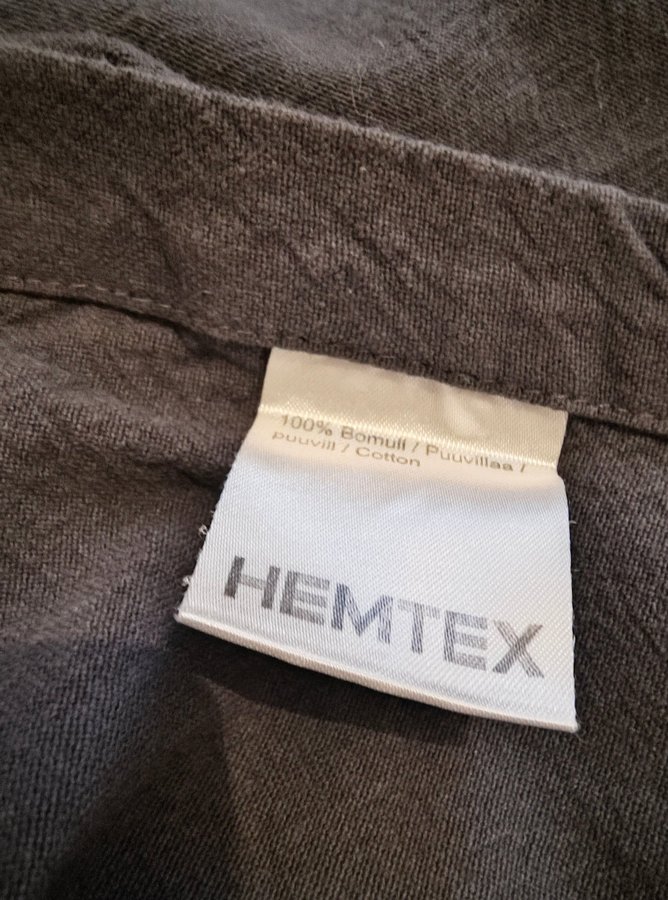 100% Bomull / Puuvillaa /
puuvill / Cotton
HEMTEX